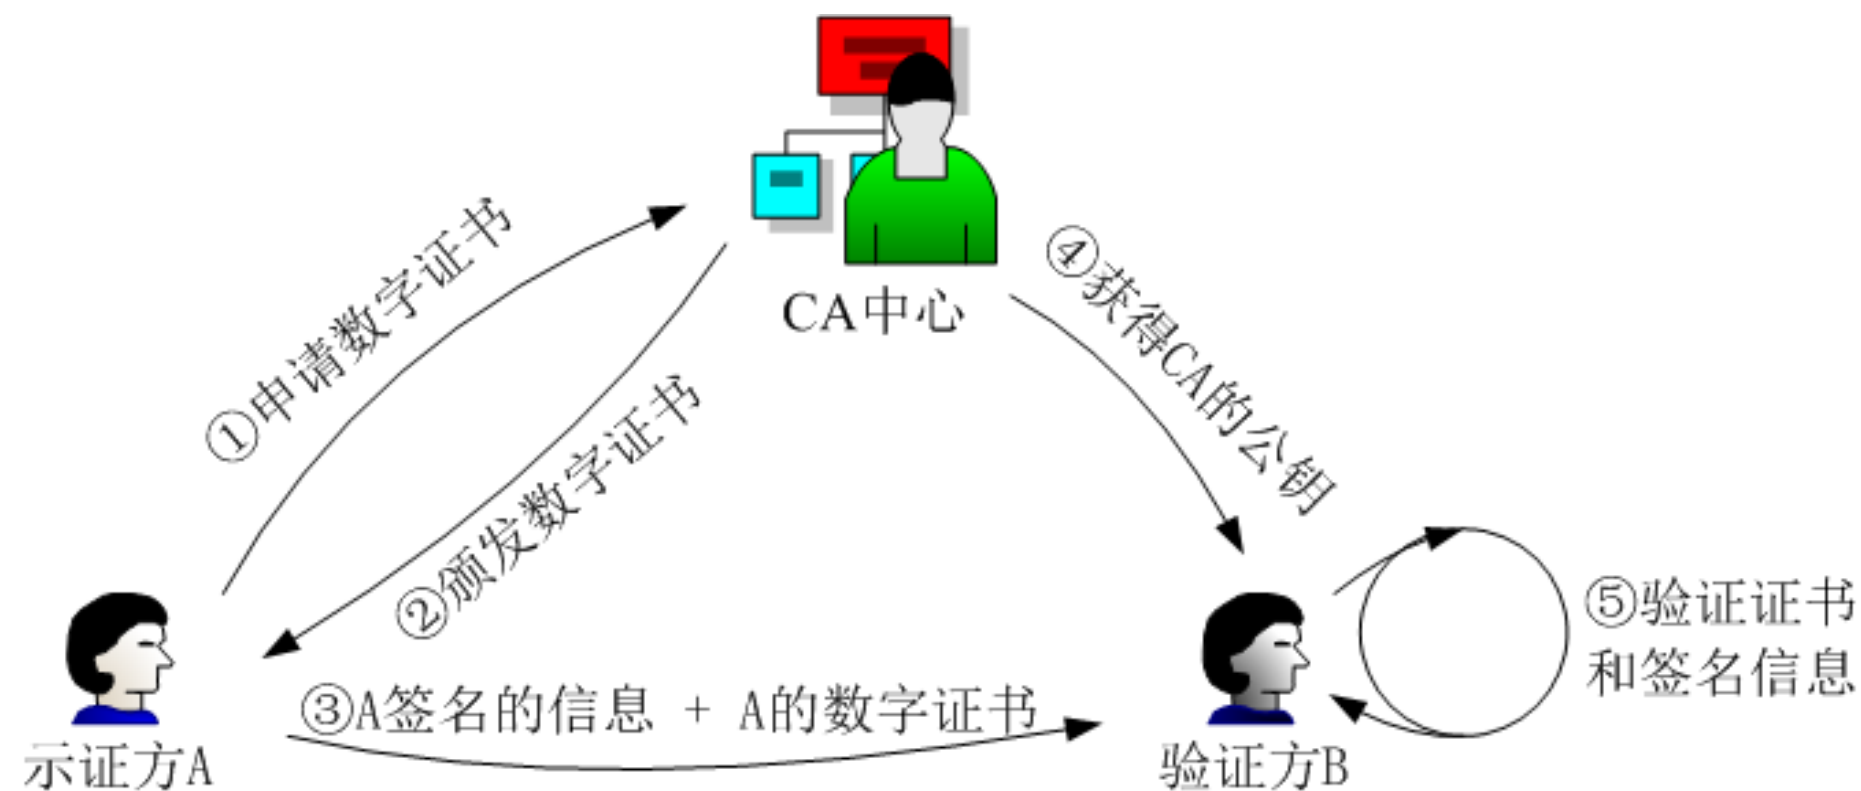 CA中心
①申请数字证书
②颁发数字证书
④获得CA的公钥
③A签名的信息 + A的数字证书
⑤验证证书
和签名信息
示证方A
验证方B